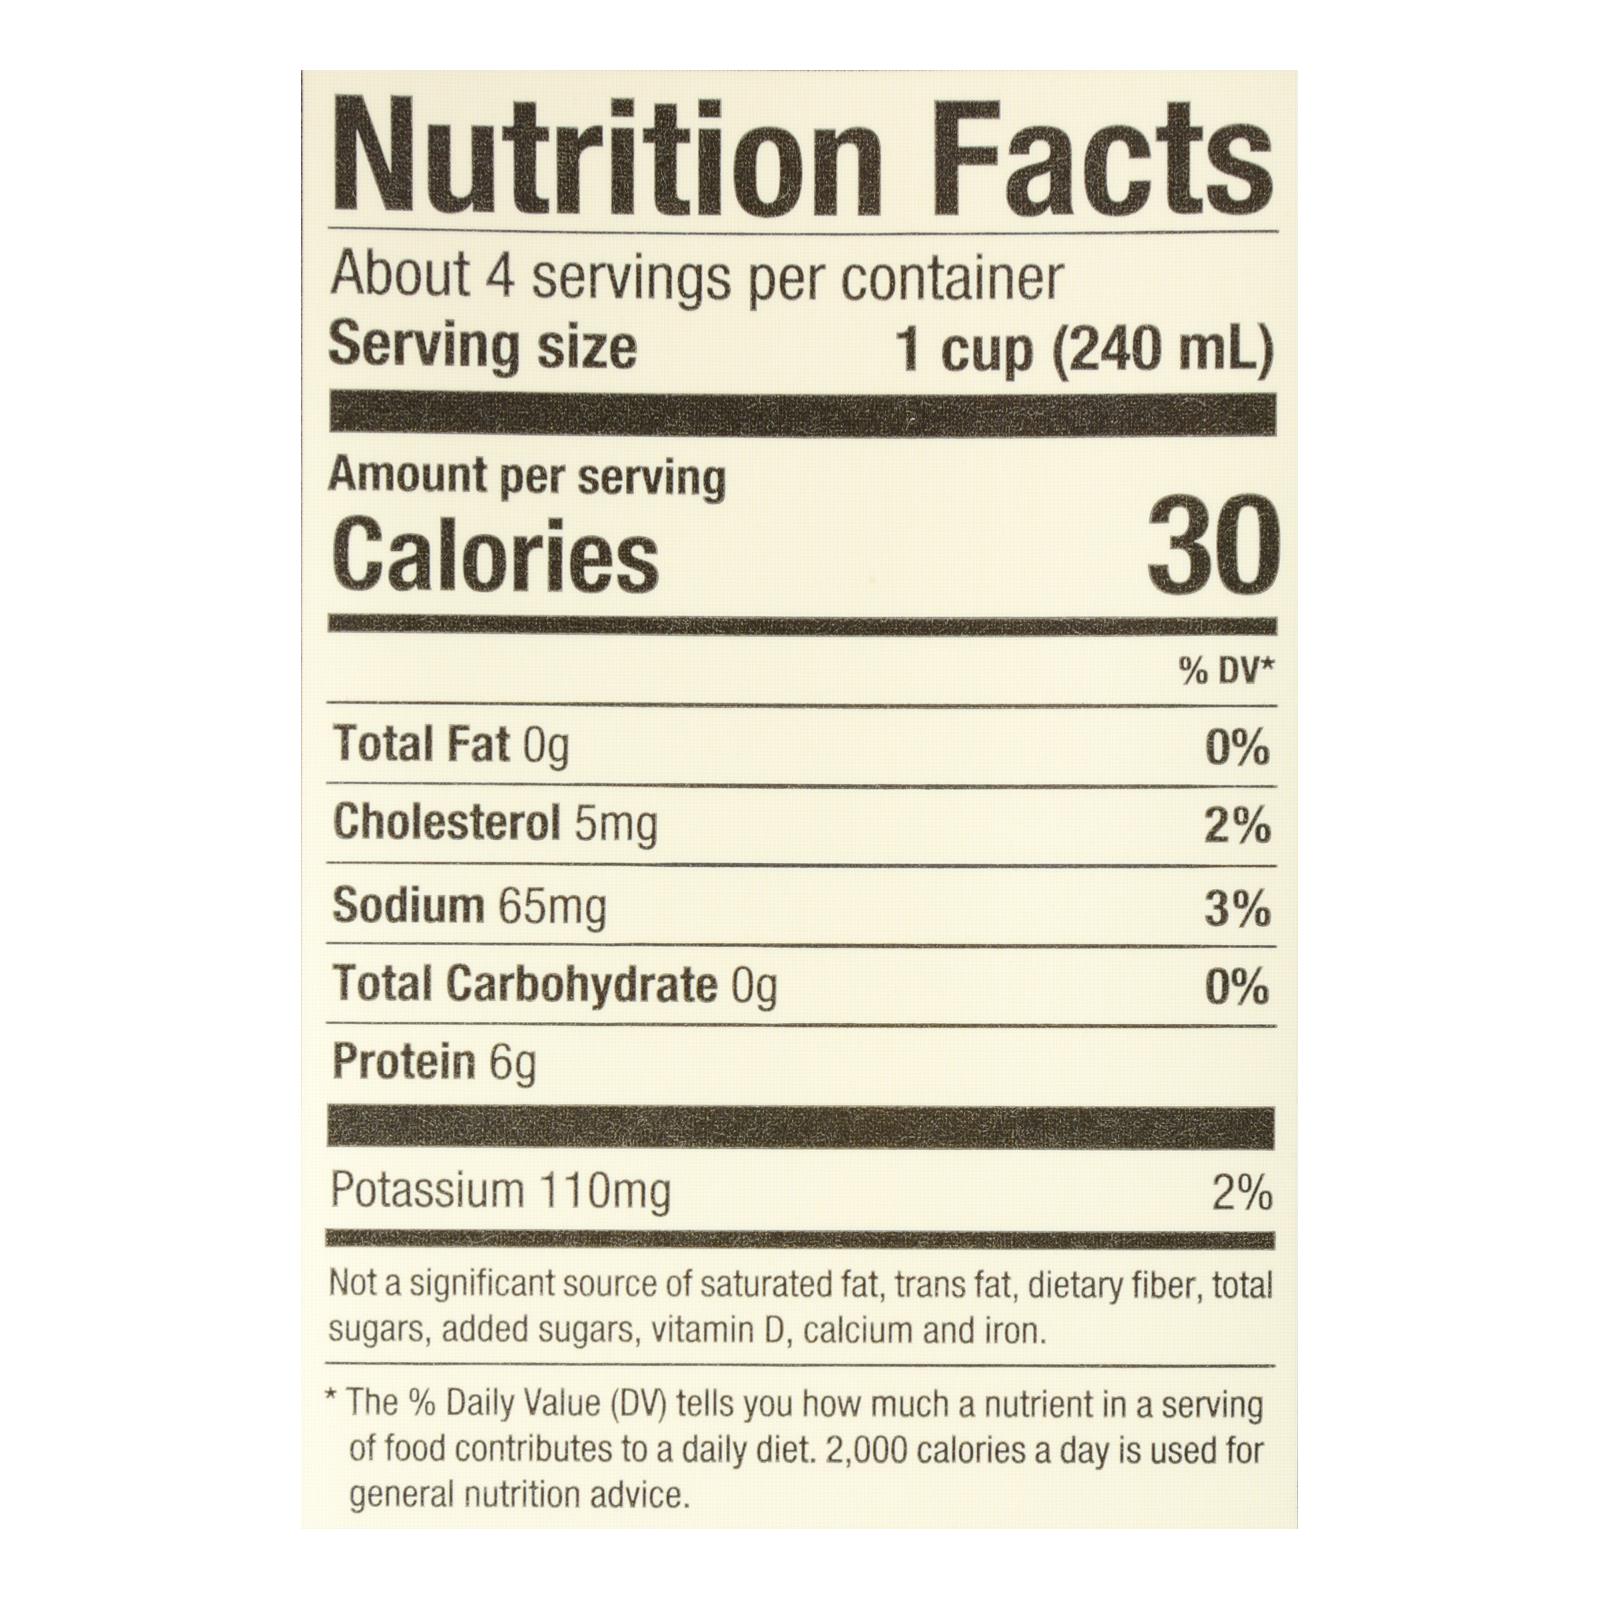 Nutrition Facts
About 4 servings per container
Serving size 1 cup (240 mL)
Amount per serving
Calories 30
% DV*
Total Fat 0g 0%
Cholesterol 5mg 2%
Sodium 65mg 3%
Total Carbohydrate 0g 0%
Protein 6g
Potassium 110mg 2%
Not a significant source of saturated fat, trans fat, dietary fiber, total
sugars, added sugars, vitamin D, calcium and iron.
* The % Daily Value (DV) tells you how much a nutrient in a serving
of food contributes to a daily diet. 2,000 calories a day is used for
general nutrition advice.